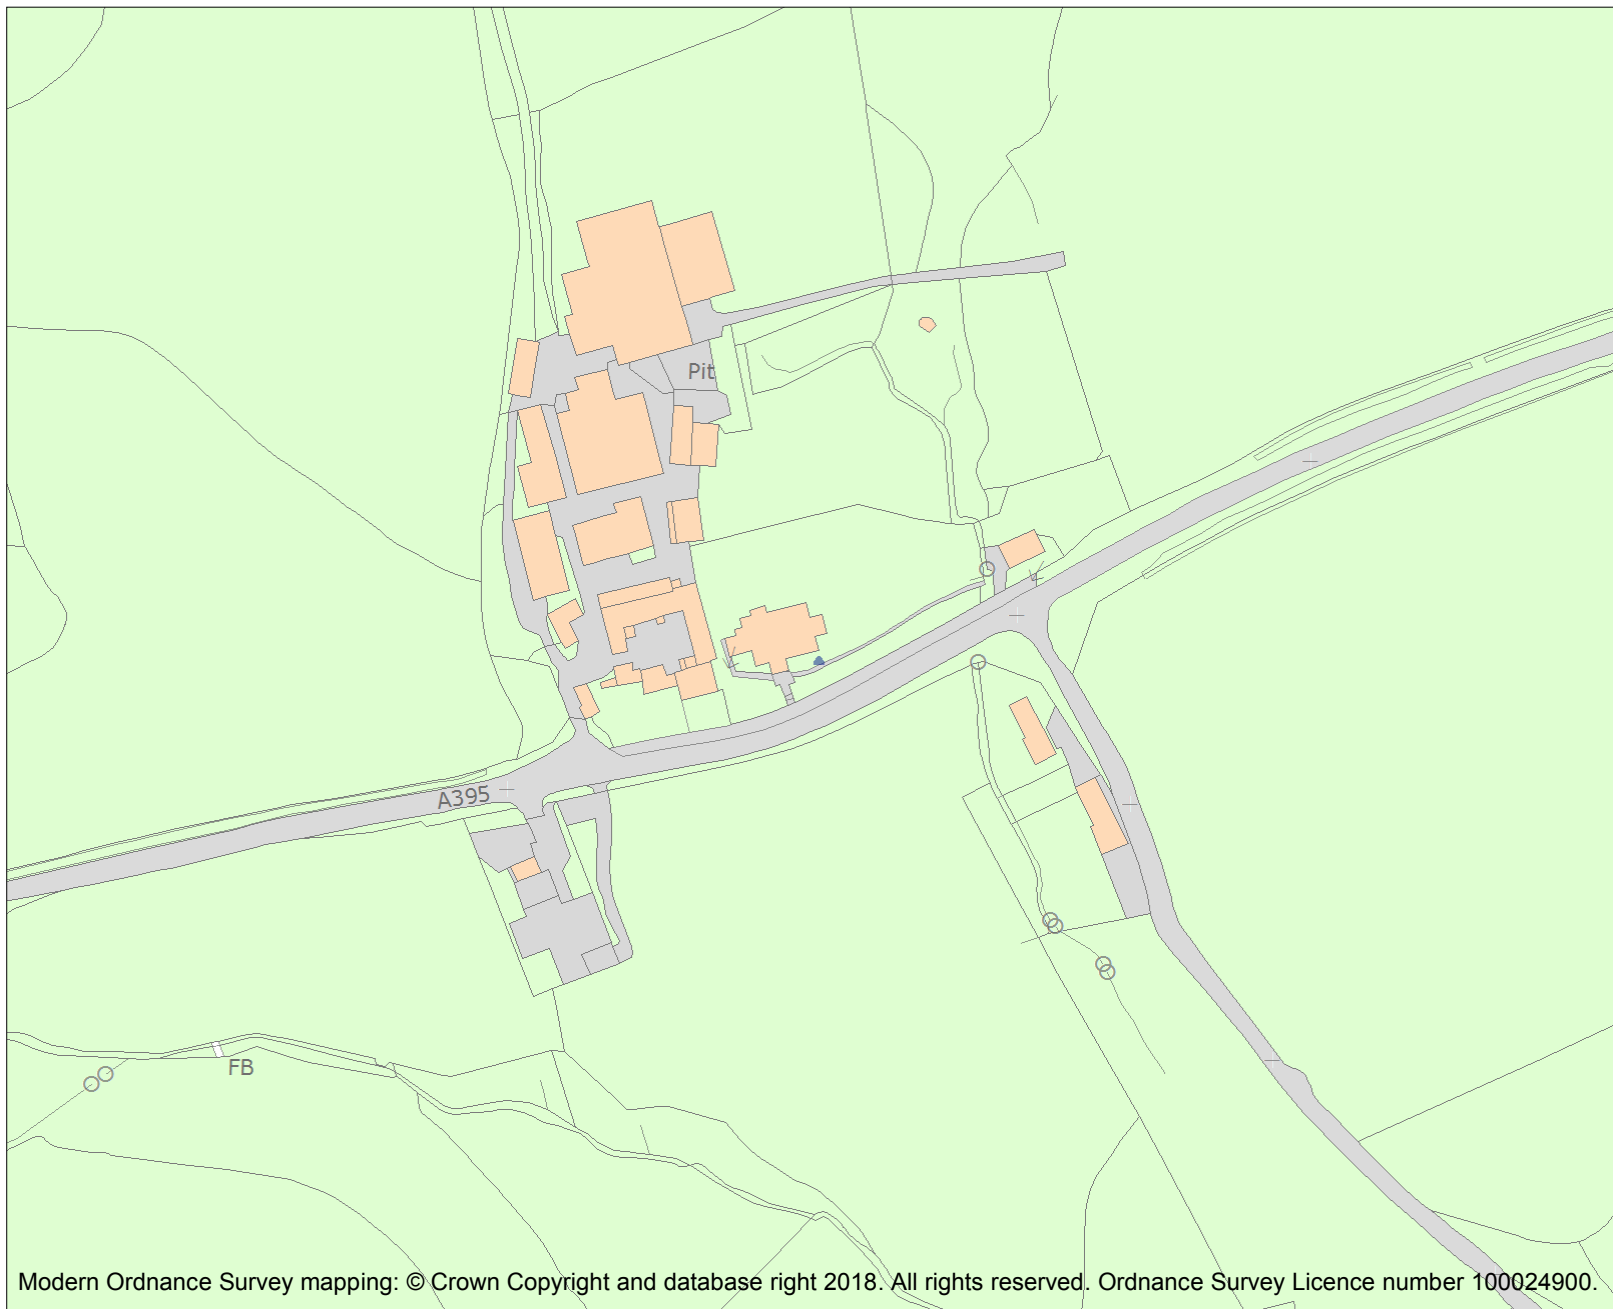 Pit
A395
FB
Modern Ordnance Survey mapping: © Crown Copyright and database right 2018. All rights reserved. Ordnance Survey Licence number 100024900.